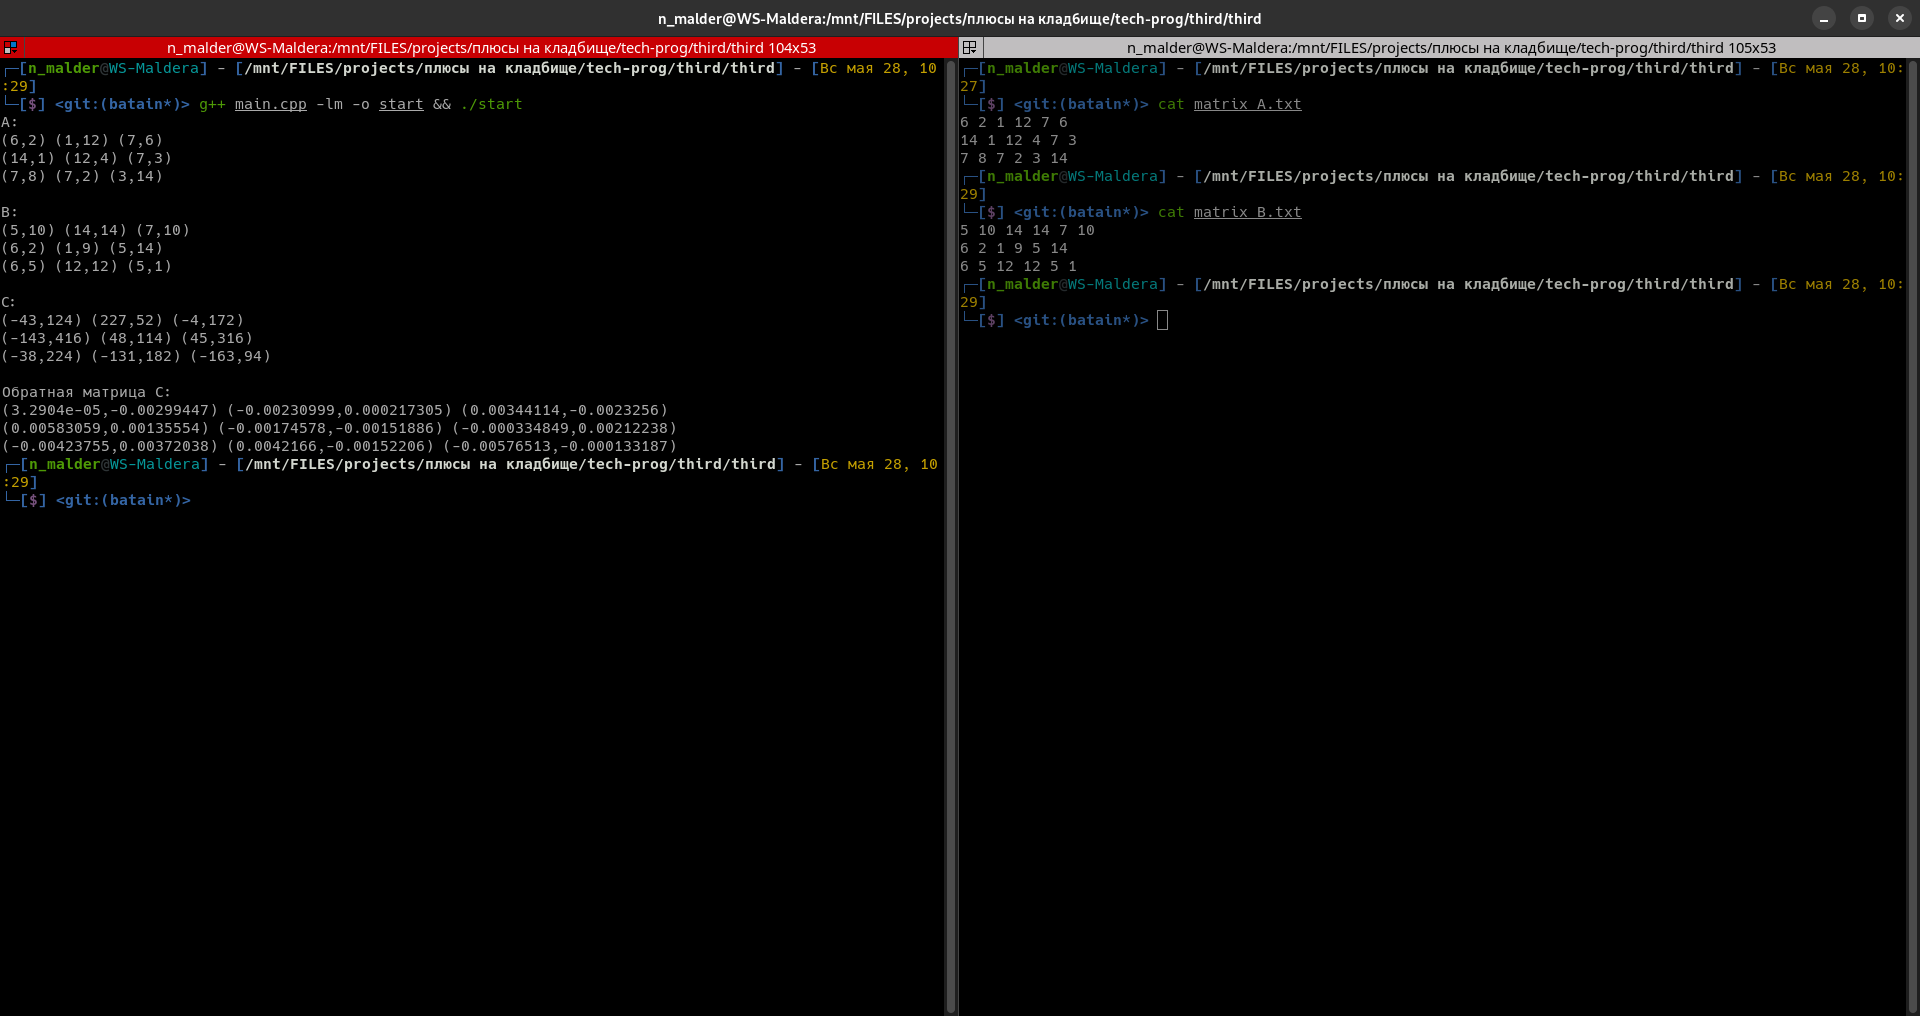 n_malder@WS-Maldera:/mnt/FILES/projects/плюсы на кладбище/tech-prog/third/third
n_malder@WS-Maldera:/mnt/FILES/projects/плюсы на кладбище/tech-prog/third/third 104x53
┌─[n_malder@WS-Maldera] - [/mnt/FILES/projects/плюсы на кладбище/tech-prog/third/third] - [Вс мая 28, 10
:29]
└─[$] <git:(batain*)> g++ main.cpp -lm -o start && ./start
A:
(6,2) (1,12) (7,6)
(14,1) (12,4) (7,3)
(7,8) (7,2) (3,14)
B:
(5,10) (14,14) (7,10)
(6,2) (1,9) (5,14)
(6,5) (12,12) (5,1)
C:
(-43,124) (227,52) (-4,172)
(-143,416) (48,114) (45,316)
(-38,224) (-131,182) (-163,94)
Обратная матрица C:
(3.2904e-05,-0.00299447) (-0.00230999,0.000217305) (0.00344114,-0.0023256)
(0.00583059,0.00135554) (-0.00174578,-0.00151886) (-0.000334849,0.00212238)
(-0.00423755,0.00372038) (0.0042166,-0.00152206) (-0.00576513,-0.000133187)
┌─[n_malder@WS-Maldera] - [/mnt/FILES/projects/плюсы на кладбище/tech-prog/third/third] - [Вс мая 28, 10
:29]
└─[$] <git:(batain*)>
n_malder@WS-Maldera:/mnt/FILES/projects/плюсы на кладбище/tech-prog/third/third 105x53
┌─[n_malder@WS-Maldera] - [/mnt/FILES/projects/плюсы на кладбище/tech-prog/third/third] - [Вс мая 28, 10:
27]
└─[$] <git:(batain*)> cat matrix_A.txt
6 2 1 12 7 6
14 1 12 4 7 3
7 8 7 2 3 14
┌─[n_malder@WS-Maldera] - [/mnt/FILES/projects/плюсы на кладбище/tech-prog/third/third] - [Вс мая 28, 10:
29]
└─[$] <git:(batain*)> cat matrix_B.txt
5 10 14 14 7 10
6 2 1 9 5 14
6 5 12 12 5 1
┌─[n_malder@WS-Maldera] - [/mnt/FILES/projects/плюсы на кладбище/tech-prog/third/third] - [Вс мая 28, 10:
29]
└─[$] <git:(batain*)>